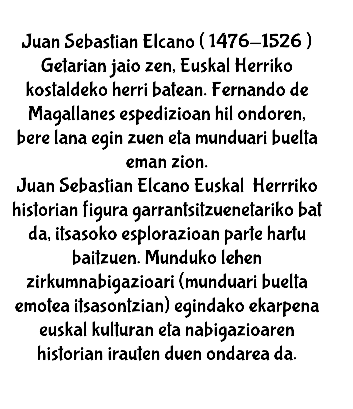 Juan Sebastian Elcano ( 1476–1526 )
Getarian jaio zen, Euskal Herriko
kostaldeko herri batean. Fernando de
Magallanes espedizioan hil ondoren,
bere lana egin zuen eta munduari buelta
eman zion.
Juan Sebastian Elcano Euskal Herrriko
historian figura garrantsitzuenetariko bat
da, itsasoko esplorazioan parte hartu
baitzuen. Munduko lehen
zirkumnabigazioari (munduari buelta
emotea itsasontzian) egindako ekarpena
euskal kulturan eta nabigazioaren
historian irauten duen ondarea da.